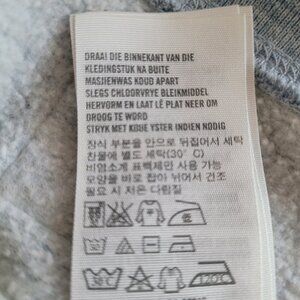 DRAAI DIE BINNEKANT VAN DIE
KLEDINGSTUK NA BUITE
MASJIENWAS KOUD APART
SLEGS CHLOORVRYE BLEIKMIDDEL
HERVORM EN LAAT LÊ PLAT NEER OM
DROOG TE WORD
STRYK MET KOUE YSTER INDIEN NODIG
장식 부분을 안으로 뒤집어서 세탁
찬물에 별도 세탁(30° C)
비염소계 표백제만 사용 가능
모양을 바로 잡아 뉘어서 건조
필요 시 저온 다림질
30
30°C
120°C